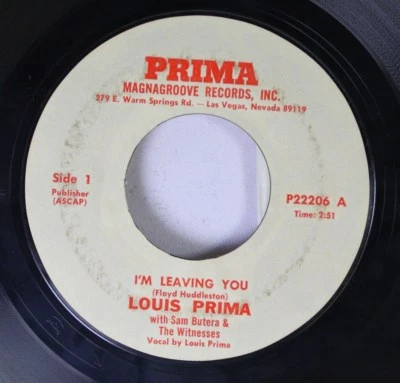 PRIMA
MAGNAGROOVE RECORDS, INC.
279 E. Warm Springs Rd. — Las Vegas, Nevada 89119
Side 1
Publisher
(ASCAP)
P22206 A
Time: 2:51
I'M LEAVING YOU
(Floyd Huddleston)
LOUIS PRIMA
with Sam Butera &
The Witnesses
Vocal by Louis Prima